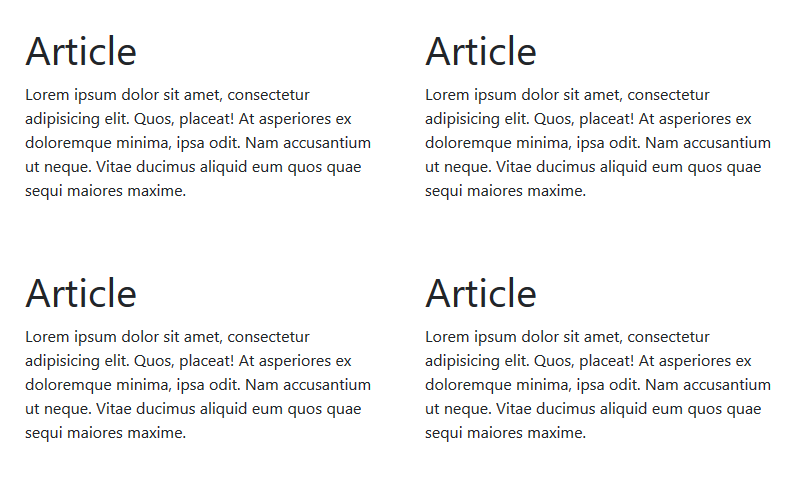 Article
Lorem ipsum dolor sit amet, consectetur
adipisicing elit. Quos, placeat! At asperiores ex
doloremque minima, ipsa odit. Nam accusantium
ut neque. Vitae ducimus aliquid eum quos quae
sequi maiores maxime.
Article
Lorem ipsum dolor sit amet, consectetur
adipisicing elit. Quos, placeat! At asperiores ex
doloremque minima, ipsa odit. Nam accusantium
ut neque. Vitae ducimus aliquid eum quos quae
sequi maiores maxime.
Article
Lorem ipsum dolor sit amet, consectetur
adipisicing elit. Quos, placeat! At asperiores ex
doloremque minima, ipsa odit. Nam accusantium
ut neque. Vitae ducimus aliquid eum quos quae
sequi maiores maxime.
Article
Lorem ipsum dolor sit amet, consectetur
adipisicing elit. Quos, placeat! At asperiores ex
doloremque minima, ipsa odit. Nam accusantium
ut neque. Vitae ducimus aliquid eum quos quae
sequi maiores maxime.